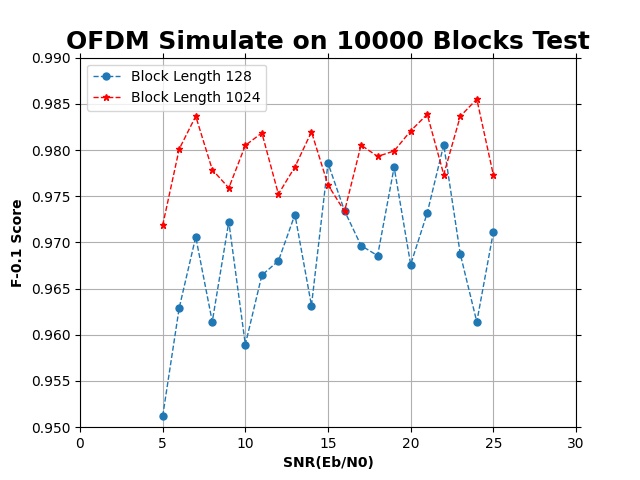 OFDM Simulate on 10000 Blocks Test
Block Length 128
Block Length 1024
0.990
0.985
0.980
0.975
0.970
0.965
0.960
0.955
0.950
F-0.1 Score
0 5 10 15 20 25 30
SNR(Eb/N0)